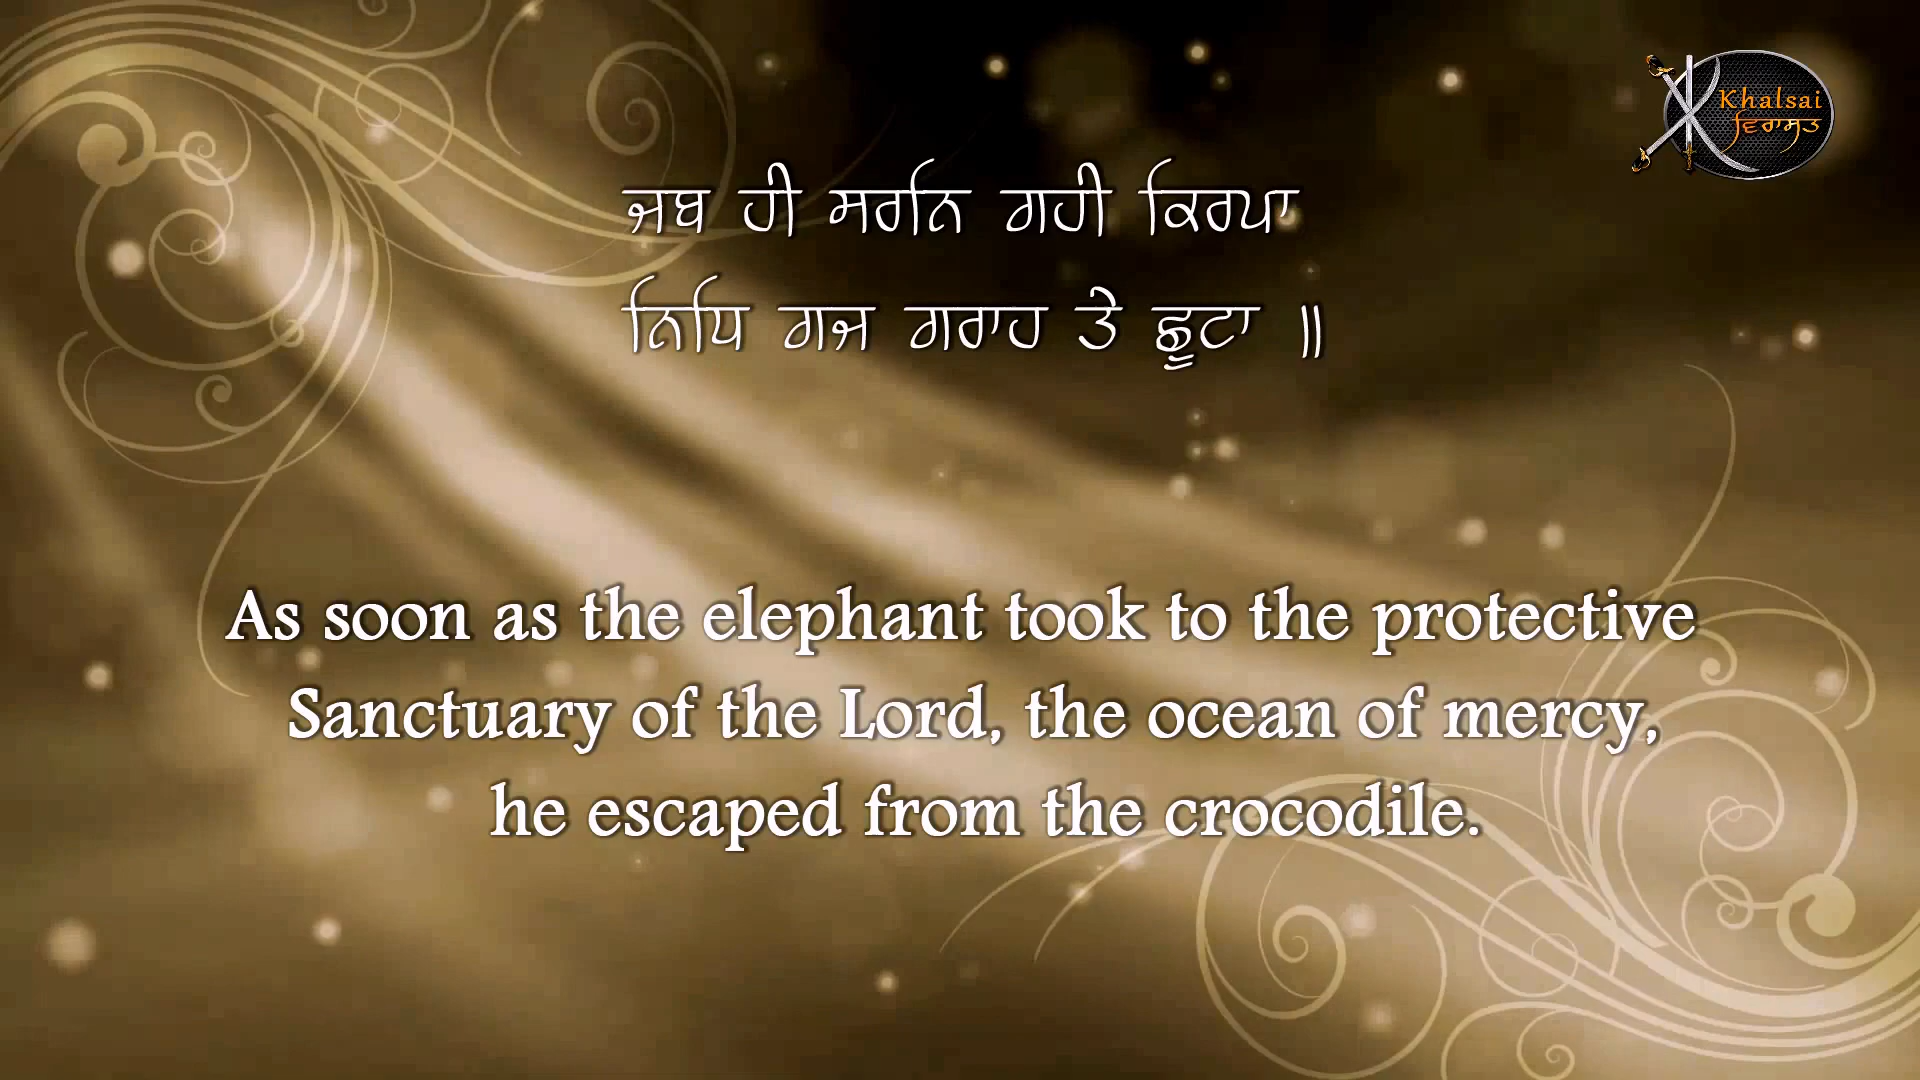 Khalsai
ਵਿਰਾਸਤ
ਜਬ ਹੀ ਸਰਨਿ ਗਹੀ ਕਿਰਪਾ
ਨਿਧਿ ਗਜ ਗਰਾਹ ਤੇ ਛੂਟਾ ॥
As soon as the elephant took to the protective
Sanctuary of the Lord, the ocean of mercy,
he escaped from the crocodile.